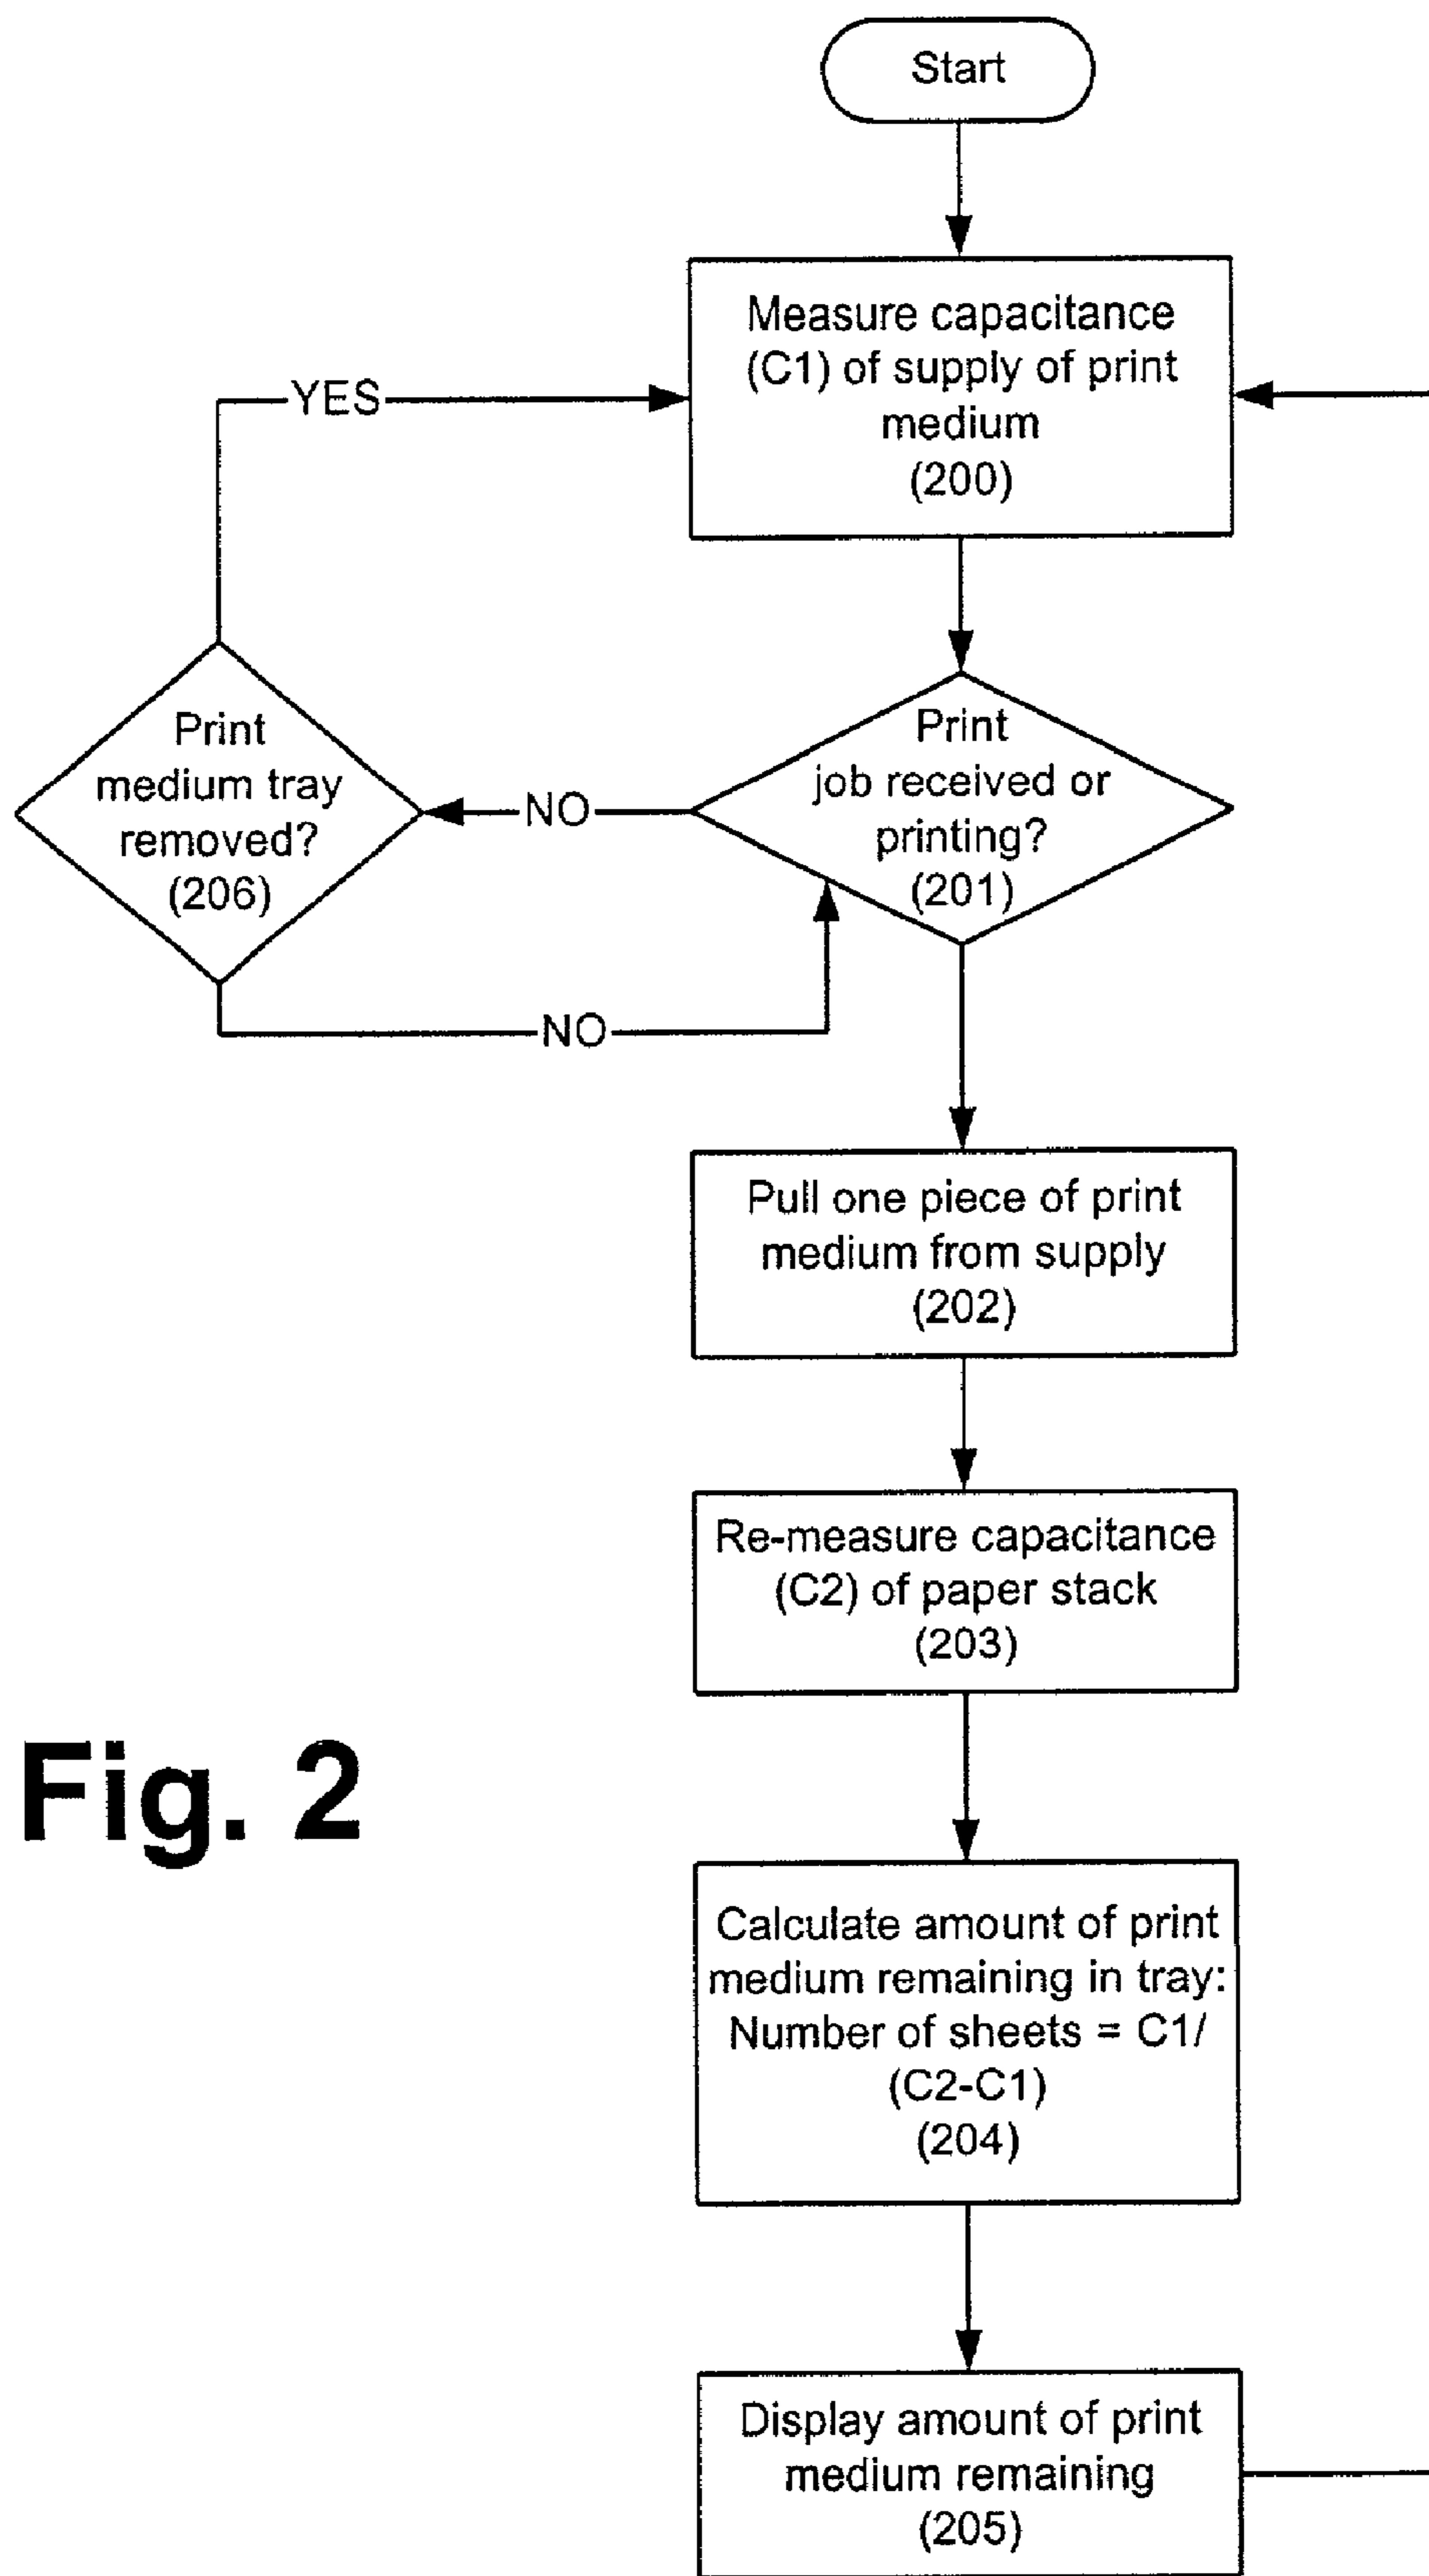 Start
Measure capacitance
(C1) of supply of print
medium
(200)
YES
Print
job received or
printing?
(201)
NO
Print
medium tray
removed?
(206)
NO
Pull one piece of print
medium from supply
(202)
Re-measure capacitance
(C2) of paper stack
(203)
Calculate amount of print
medium remaining in tray:
Number of sheets = C1/
(C2-C1)
(204)
Display amount of print
medium remaining
(205)
Fig. 2